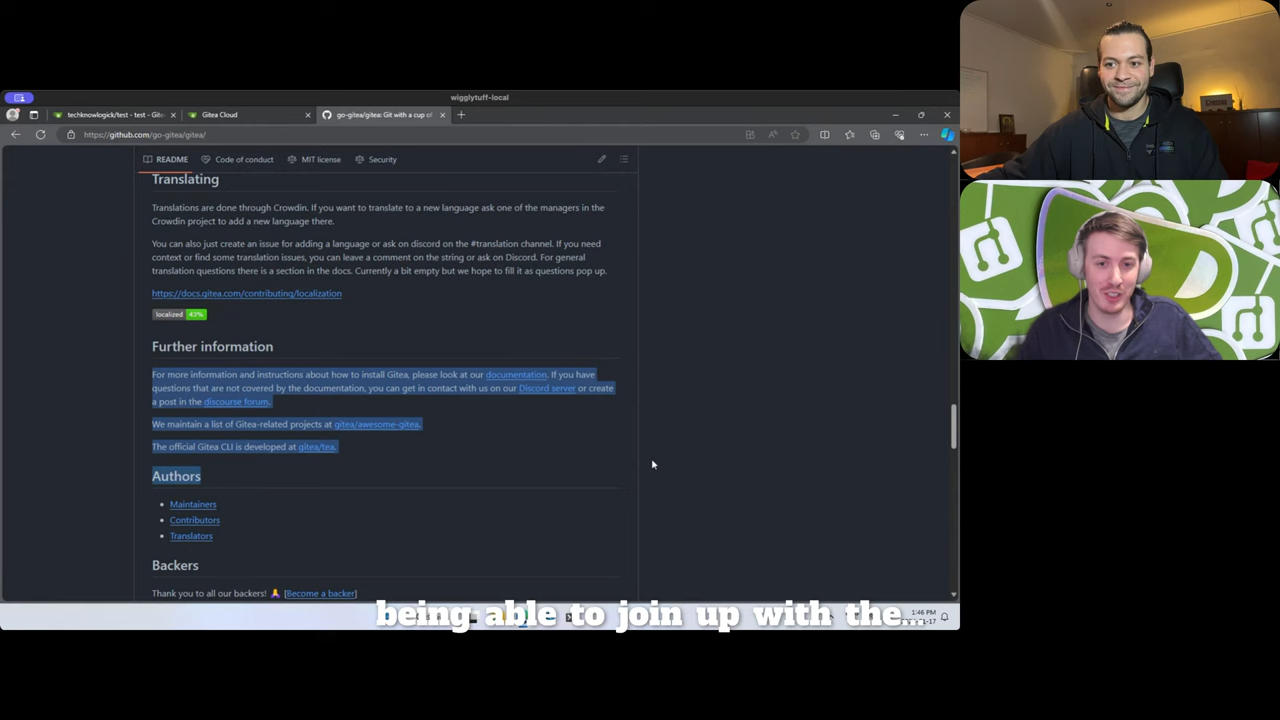 wigglytuff-local
techknowlogick/test - test - Gite
Gitea Cloud
go-gitea/gitea: Git with a cup of
https://github.com/go-gitea/gitea/
README
Code of conduct
MIT license
Security
Translating
Translations are done through Crowdin. If you want to translate to a new language ask one of the managers in the
Crowdin project to add a new language there.
You can also just create an issue for adding a language or ask on discord on the #translation channel. If you need
context or find some translation issues, you can leave a comment on the string or ask on Discord. For general
translation questions there is a section in the docs. Currently a bit empty but we hope to fill it as questions pop up.
https://docs.gitea.com/contributing/localization
localized 43%
Further information
For more information and instructions about how to install Gitea, please look at our documentation. If you have
questions that are not covered by the documentation, you can get in contact with us on our Discord server or create
a post in the discourse forum.
We maintain a list of Gitea-related projects at gitea/awesome-gitea.
The official Gitea CLI is developed at gitea/tea.
Authors
Maintainers
Contributors
Translators
Backers
Thank you to all our backers! 🙏 [Become a backer]
being able to join up with the...
1:46 PM